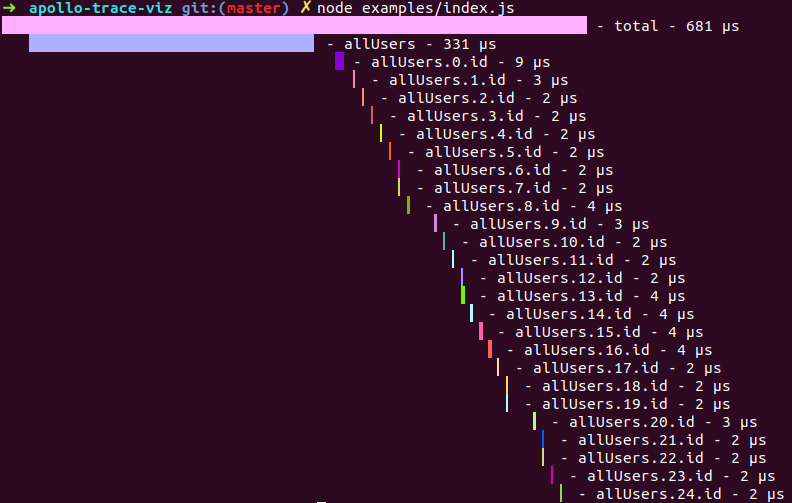 ➜ apollo-trace-viz git:(master) ✗ node examples/index.js
- total - 681 µs
- allUsers - 331 µs
- allUsers.0.id - 9 µs
- allUsers.1.id - 3 µs
- allUsers.2.id - 2 µs
- allUsers.3.id - 2 µs
- allUsers.4.id - 2 µs
- allUsers.5.id - 2 µs
- allUsers.6.id - 2 µs
- allUsers.7.id - 2 µs
- allUsers.8.id - 4 µs
- allUsers.9.id - 3 µs
- allUsers.10.id - 2 µs
- allUsers.11.id - 2 µs
- allUsers.12.id - 2 µs
- allUsers.13.id - 4 µs
- allUsers.14.id - 4 µs
- allUsers.15.id - 4 µs
- allUsers.16.id - 4 µs
- allUsers.17.id - 2 µs
- allUsers.18.id - 2 µs
- allUsers.19.id - 2 µs
- allUsers.20.id - 3 µs
- allUsers.21.id - 2 µs
- allUsers.22.id - 2 µs
- allUsers.23.id - 2 µs
- allUsers.24.id - 2 µs